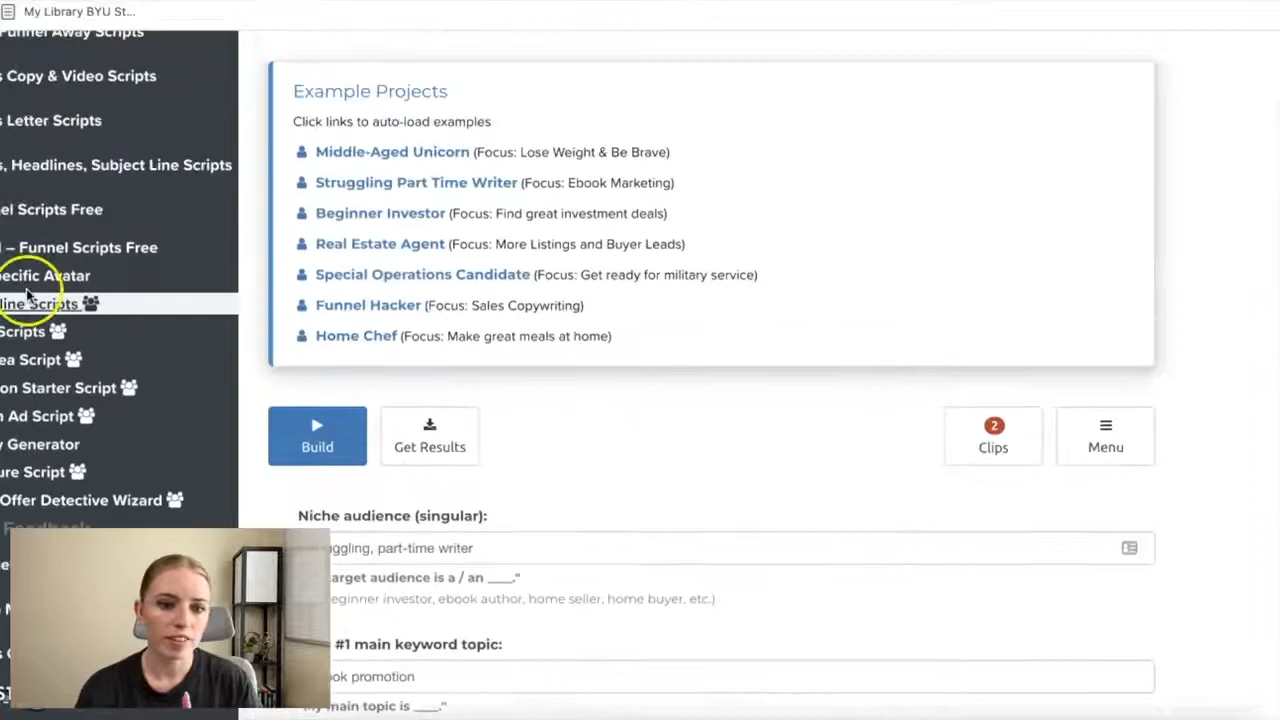 My Library BYU St...
Funnel Away Scripts
s Copy & Video Scripts
s Letter Scripts
s, Headlines, Subject Line Scripts
el Scripts Free
– Funnel Scripts Free
ecific Avatar
line Scripts
Scripts
ea Script
on Starter Script
n Ad Script
y Generator
ure Script
Offer Detective Wizard
Feedback
Example Projects
Click links to auto-load examples
Middle-Aged Unicorn (Focus: Lose Weight & Be Brave)
Struggling Part Time Writer (Focus: Ebook Marketing)
Beginner Investor (Focus: Find great investment deals)
Real Estate Agent (Focus: More Listings and Buyer Leads)
Special Operations Candidate (Focus: Get ready for military service)
Funnel Hacker (Focus: Sales Copywriting)
Home Chef (Focus: Make great meals at home)
Build
Get Results
2
Clips
Menu
Niche audience (singular):
ggling, part-time writer
arget audience is a / an ____."
eginner investor, ebook author, home seller, home buyer, etc.)
#1 main keyword topic:
ok promotion
main topic is ____."